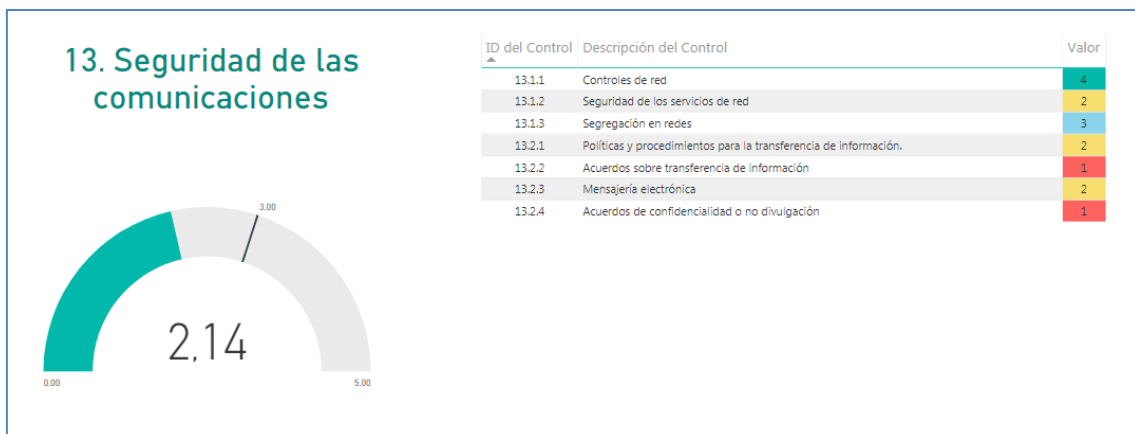 13. Seguridad de las
comunicaciones
ID del Control Descripción del Control Valor
13.1.1 Controles de red 4
13.1.2 Seguridad de los servicios de red 2
13.1.3 Segregación en redes 3
13.2.1 Políticas y procedimientos para la transferencia de información. 2
13.2.2 Acuerdos sobre transferencia de información 1
13.2.3 Mensajería electrónica 2
13.2.4 Acuerdos de confidencialidad o no divulgación 1
3.00
2,14
0.00 5.00